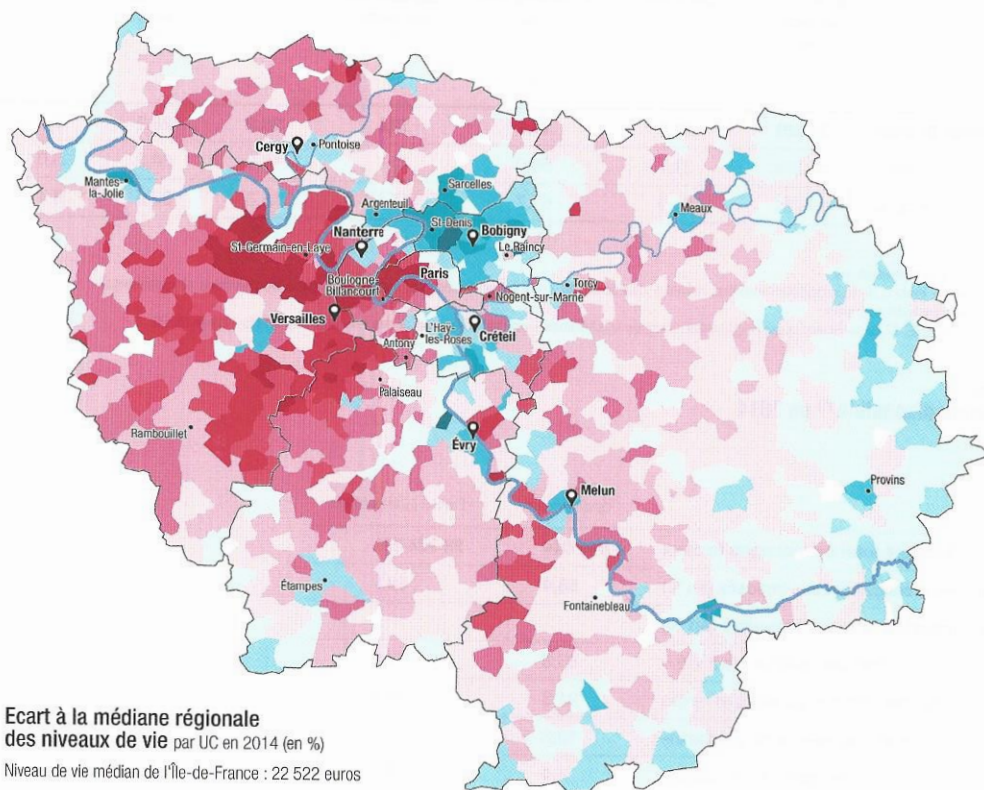 Cergy
Pontoise
Mantes-
la-Jolie
Argenteuil
Sarcelles
St-Denis
Bobigny
Meaux
Nanterre
St-Germain-en-Laye
Le Raincy
Boulogne-
Billancourt
Paris
Torcy
Nogent-sur-Marne
Versailles
L'Hay-
les-Roses
Créteil
Antony
Palaiseau
Rambouillet
Évry
Melun
Provins
Étampes
Fontainebleau
Ecart à la médiane régionale
des niveaux de vie par UC en 2014 (en %)
Niveau de vie médian de l'Île-de-France : 22 522 euros